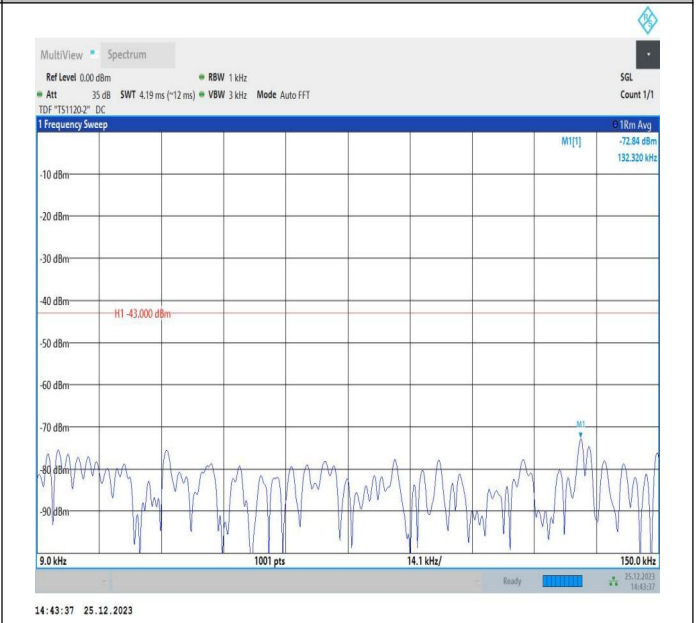 R S
MultiView Spectrum
Ref Level 0.00 dBm RBW 1 kHz SGL
Att 35 dB SWT 4.19 ms (~12 ms) VBW 3 kHz Mode Auto FFT Count 1/1
TDF "TS1120-2" DC
1 Frequency Sweep 1Rm Avg
M1[1] -72.84 dBm
132.320 kHz
-10 dBm
-20 dBm
-30 dBm
-40 dBm
H1 -43.000 dBm
-50 dBm
-60 dBm
-70 dBm
M1
-80 dBm
-90 dBm
9.0 kHz 1001 pts 14.1 kHz/ 150.0 kHz
Ready 25.12.2023
14:43:37
14:43:37 25.12.2023